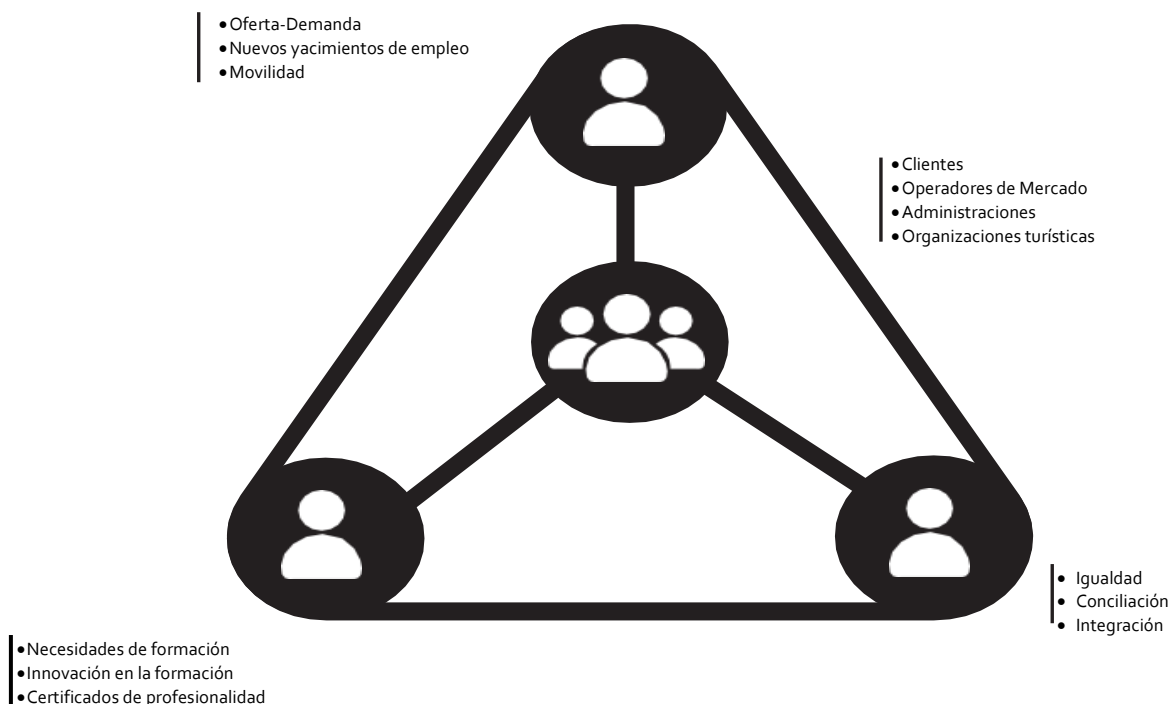 • Oferta-Demanda
• Nuevos yacimientos de empleo
• Movilidad
• Clientes
• Operadores de Mercado
• Administraciones
• Organizaciones turísticas
• Igualdad
• Conciliación
• Integración
• Necesidades de formación
• Innovación en la formación
• Certificados de profesionalidad